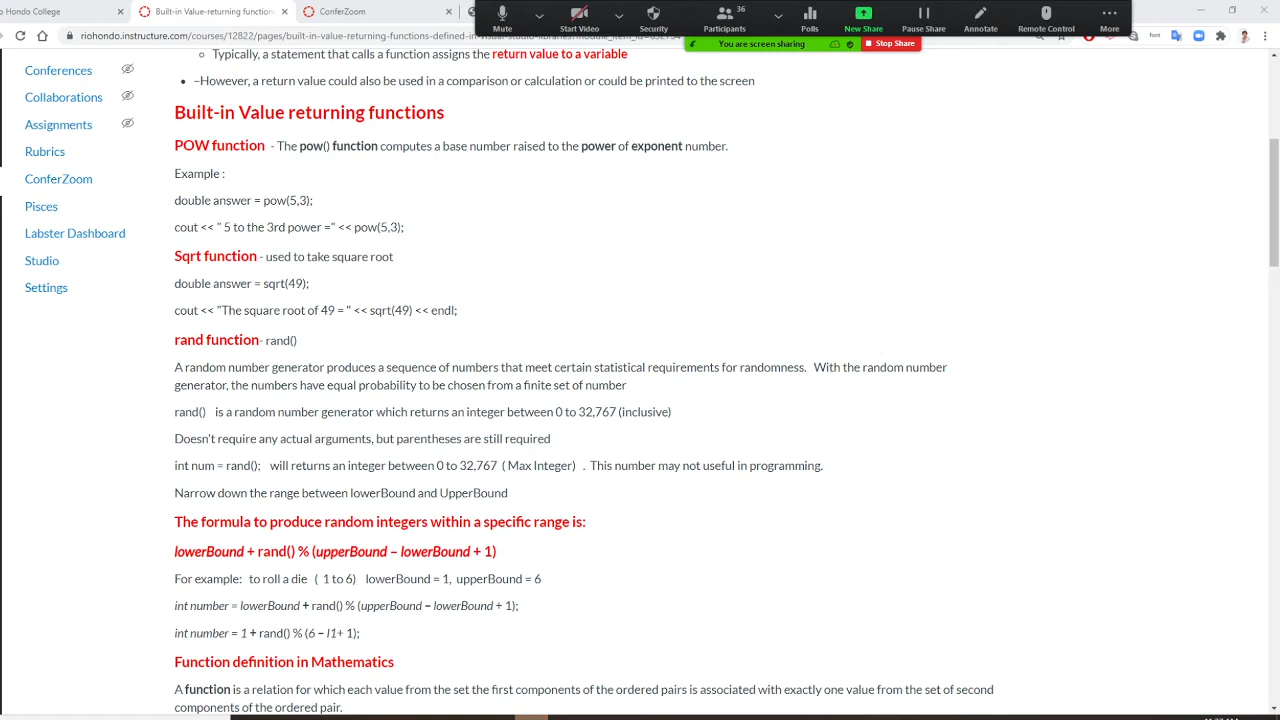 Hondo College
Built-in Value-returning function
ConferZoom
Mute
Start Video
Security
Participants
36
Polls
New Share
Pause Share
Annotate
Remote Control
More
You are screen sharing
Stop Share
ypically, a statement that calls a function assigns the return value to a variable
–However, a return value could also be used in a comparison or calculation or could be printed to the screen
Conferences
Collaborations
Assignments
Rubrics
ConferZoom
Pisces
Labster Dashboard
Studio
Settings
Built-in Value returning functions
POW function - The pow() function computes a base number raised to the power of exponent number.
Example :
double answer = pow(5,3);
cout << " 5 to the 3rd power =" << pow(5,3);
Sqrt function - used to take square root
double answer = sqrt(49);
cout << "The square root of 49 = " << sqrt(49) << endl;
rand function- rand()
A random number generator produces a sequence of numbers that meet certain statistical requirements for randomness. With the random number
generator, the numbers have equal probability to be chosen from a finite set of number
rand() is a random number generator which returns an integer between 0 to 32,767 (inclusive)
Doesn't require any actual arguments, but parentheses are still required
int num = rand(); will returns an integer between 0 to 32,767 ( Max Integer) . This number may not useful in programming.
Narrow down the range between lowerBound and UpperBound
The formula to produce random integers within a specific range is:
lowerBound + rand() % (upperBound – lowerBound + 1)
For example: to roll a die ( 1 to 6) lowerBound = 1, upperBound = 6
int number = lowerBound + rand() % (upperBound – lowerBound + 1);
int number = 1 + rand() % (6 – l1+ 1);
Function definition in Mathematics
A function is a relation for which each value from the set the first components of the ordered pairs is associated with exactly one value from the set of second
components of the ordered pair.